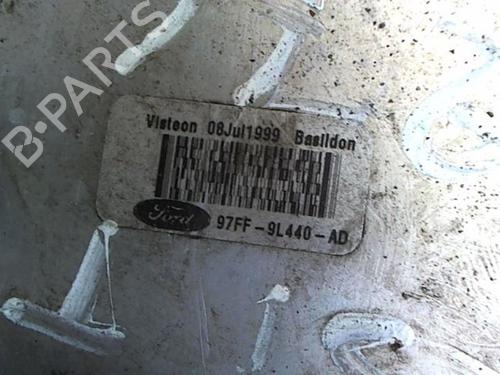 B-PARTS
Visteon 08Jul1999 Basildon
Ford 97FF-9L440-AD